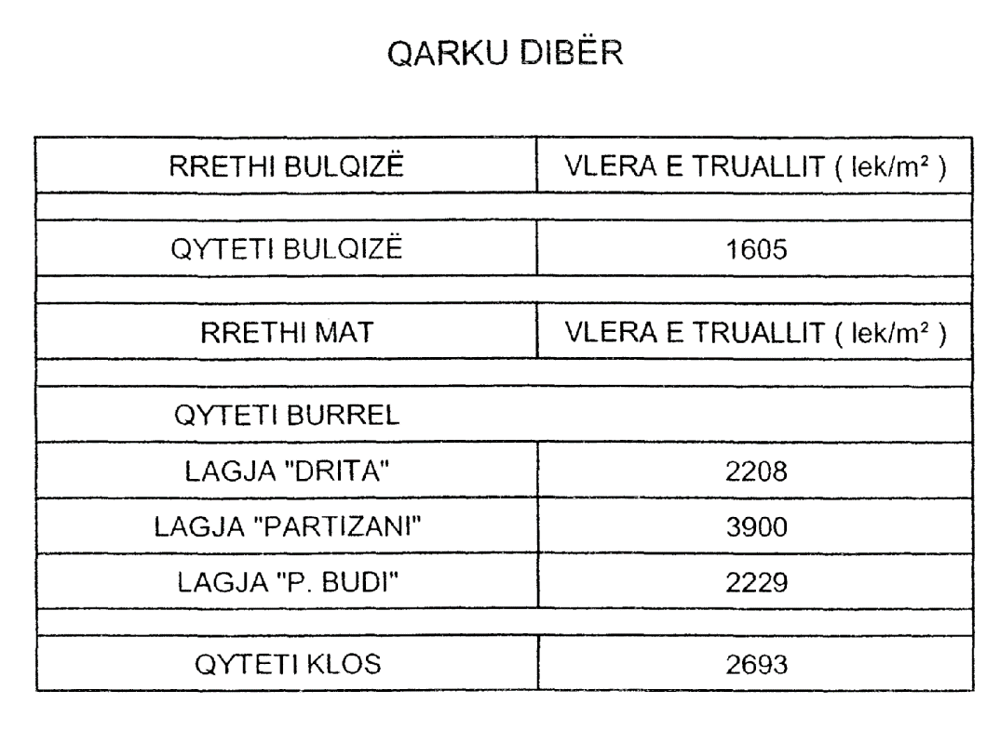 QARKU DIBËR
RRETHI BULQIZË VLERA E TRUALLIT ( lek/m² )
QYTETI BULQIZË 1605
RRETHI MAT VLERA E TRUALLIT ( lek/m² )
QYTETI BURREL
LAGJA "DRITA" 2208
LAGJA "PARTIZANI" 3900
LAGJA "P. BUDI" 2229
QYTETI KLOS 2693